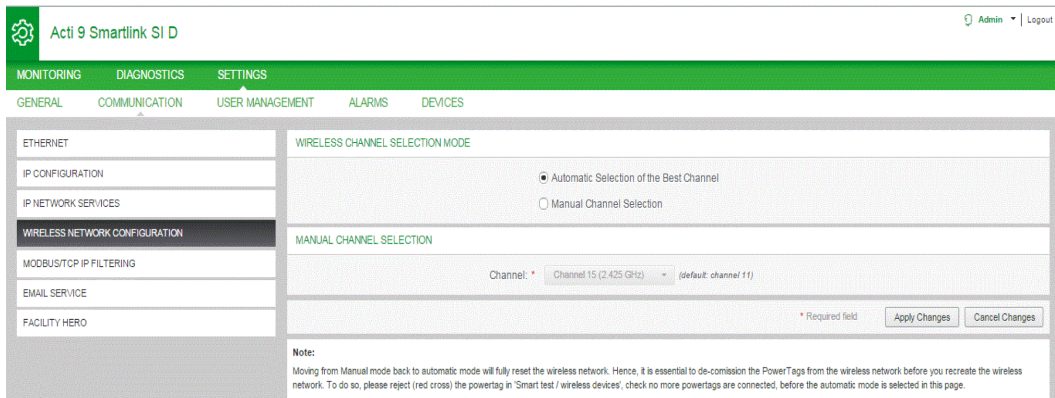 Acti 9 Smartlink SI D
Admin | Logout
MONITORING DIAGNOSTICS SETTINGS
GENERAL COMMUNICATION USER MANAGEMENT ALARMS DEVICES
ETHERNET
IP CONFIGURATION
IP NETWORK SERVICES
WIRELESS NETWORK CONFIGURATION
MODBUS/TCP IP FILTERING
EMAIL SERVICE
FACILITY HERO
WIRELESS CHANNEL SELECTION MODE
Automatic Selection of the Best Channel
Manual Channel Selection
MANUAL CHANNEL SELECTION
Channel: * Channel 15 (2.425 GHz) (default: channel 11)
* Required field Apply Changes Cancel Changes
Note:
Moving from Manual mode back to automatic mode will fully reset the wireless network. Hence, it is essential to de-comission the PowerTags from the wireless network before you recreate the wireless
network. To do so, please reject (red cross) the powertag in 'Smart test / wireless devices', check no more powertags are connected, before the automatic mode is selected in this page.